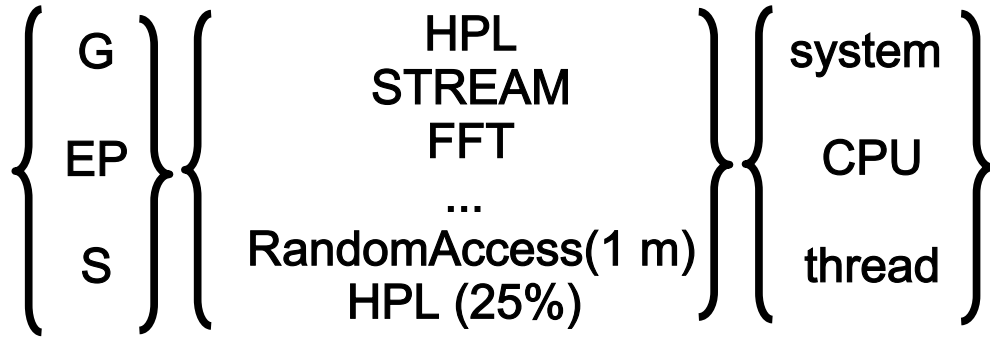 G
EP
S
HPL
STREAM
FFT
...
RandomAccess(1 m)
HPL (25%)
system
CPU
thread